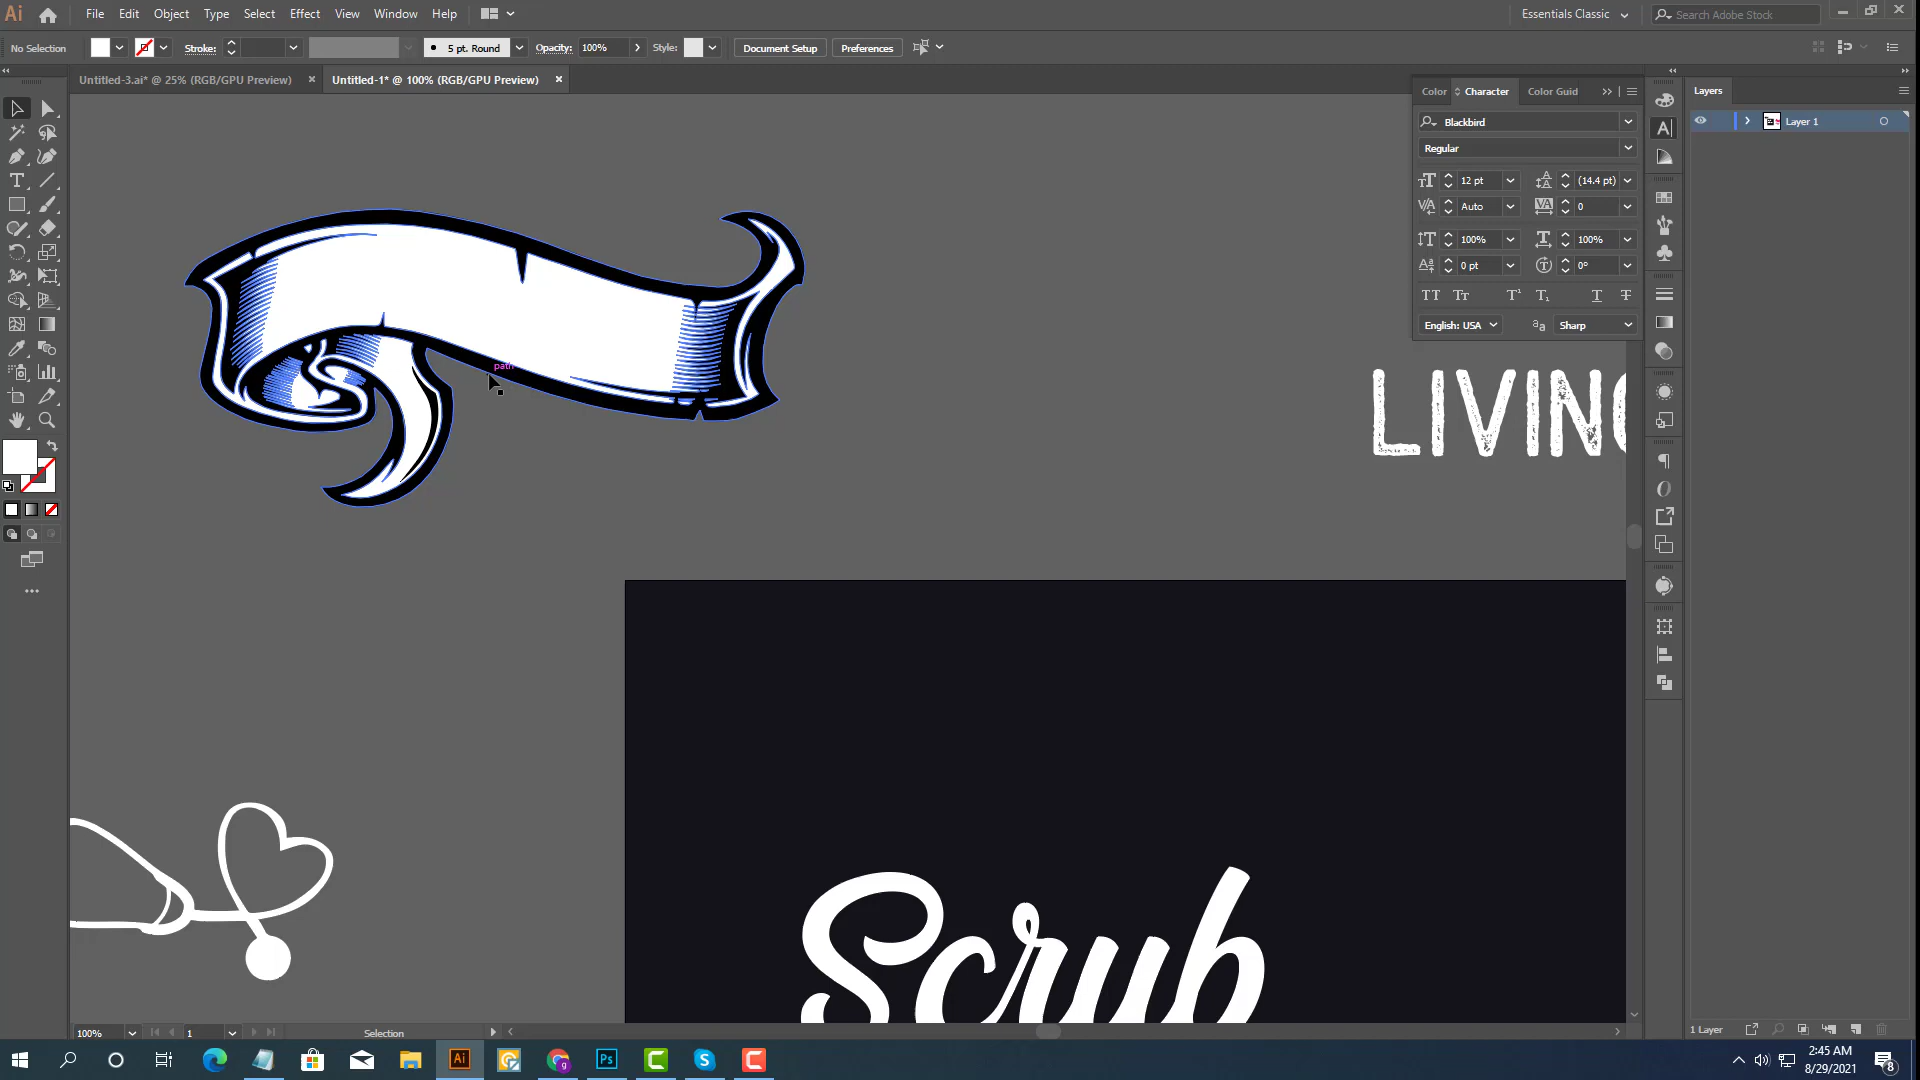 Ai File Edit Object Type Select Effect View Window Help Essentials Classic Search Adobe Stock
No Selection Stroke: 5 pt. Round Opacity: 100% Style: Document Setup Preferences
Untitled-3.ai* @ 25% (RGB/GPU Preview) × Untitled-1* @ 100% (RGB/GPU Preview) ×
Color Character Color Guid Layers
Blackbird Layer 1
Regular
12 pt (14.4 pt)
Auto 0
100% 100%
0 pt 0°
English: USA Sharp
path
LIVING
Scrub
100% 1 Selection 1 Layer
2:45 AM
8/29/2021 8